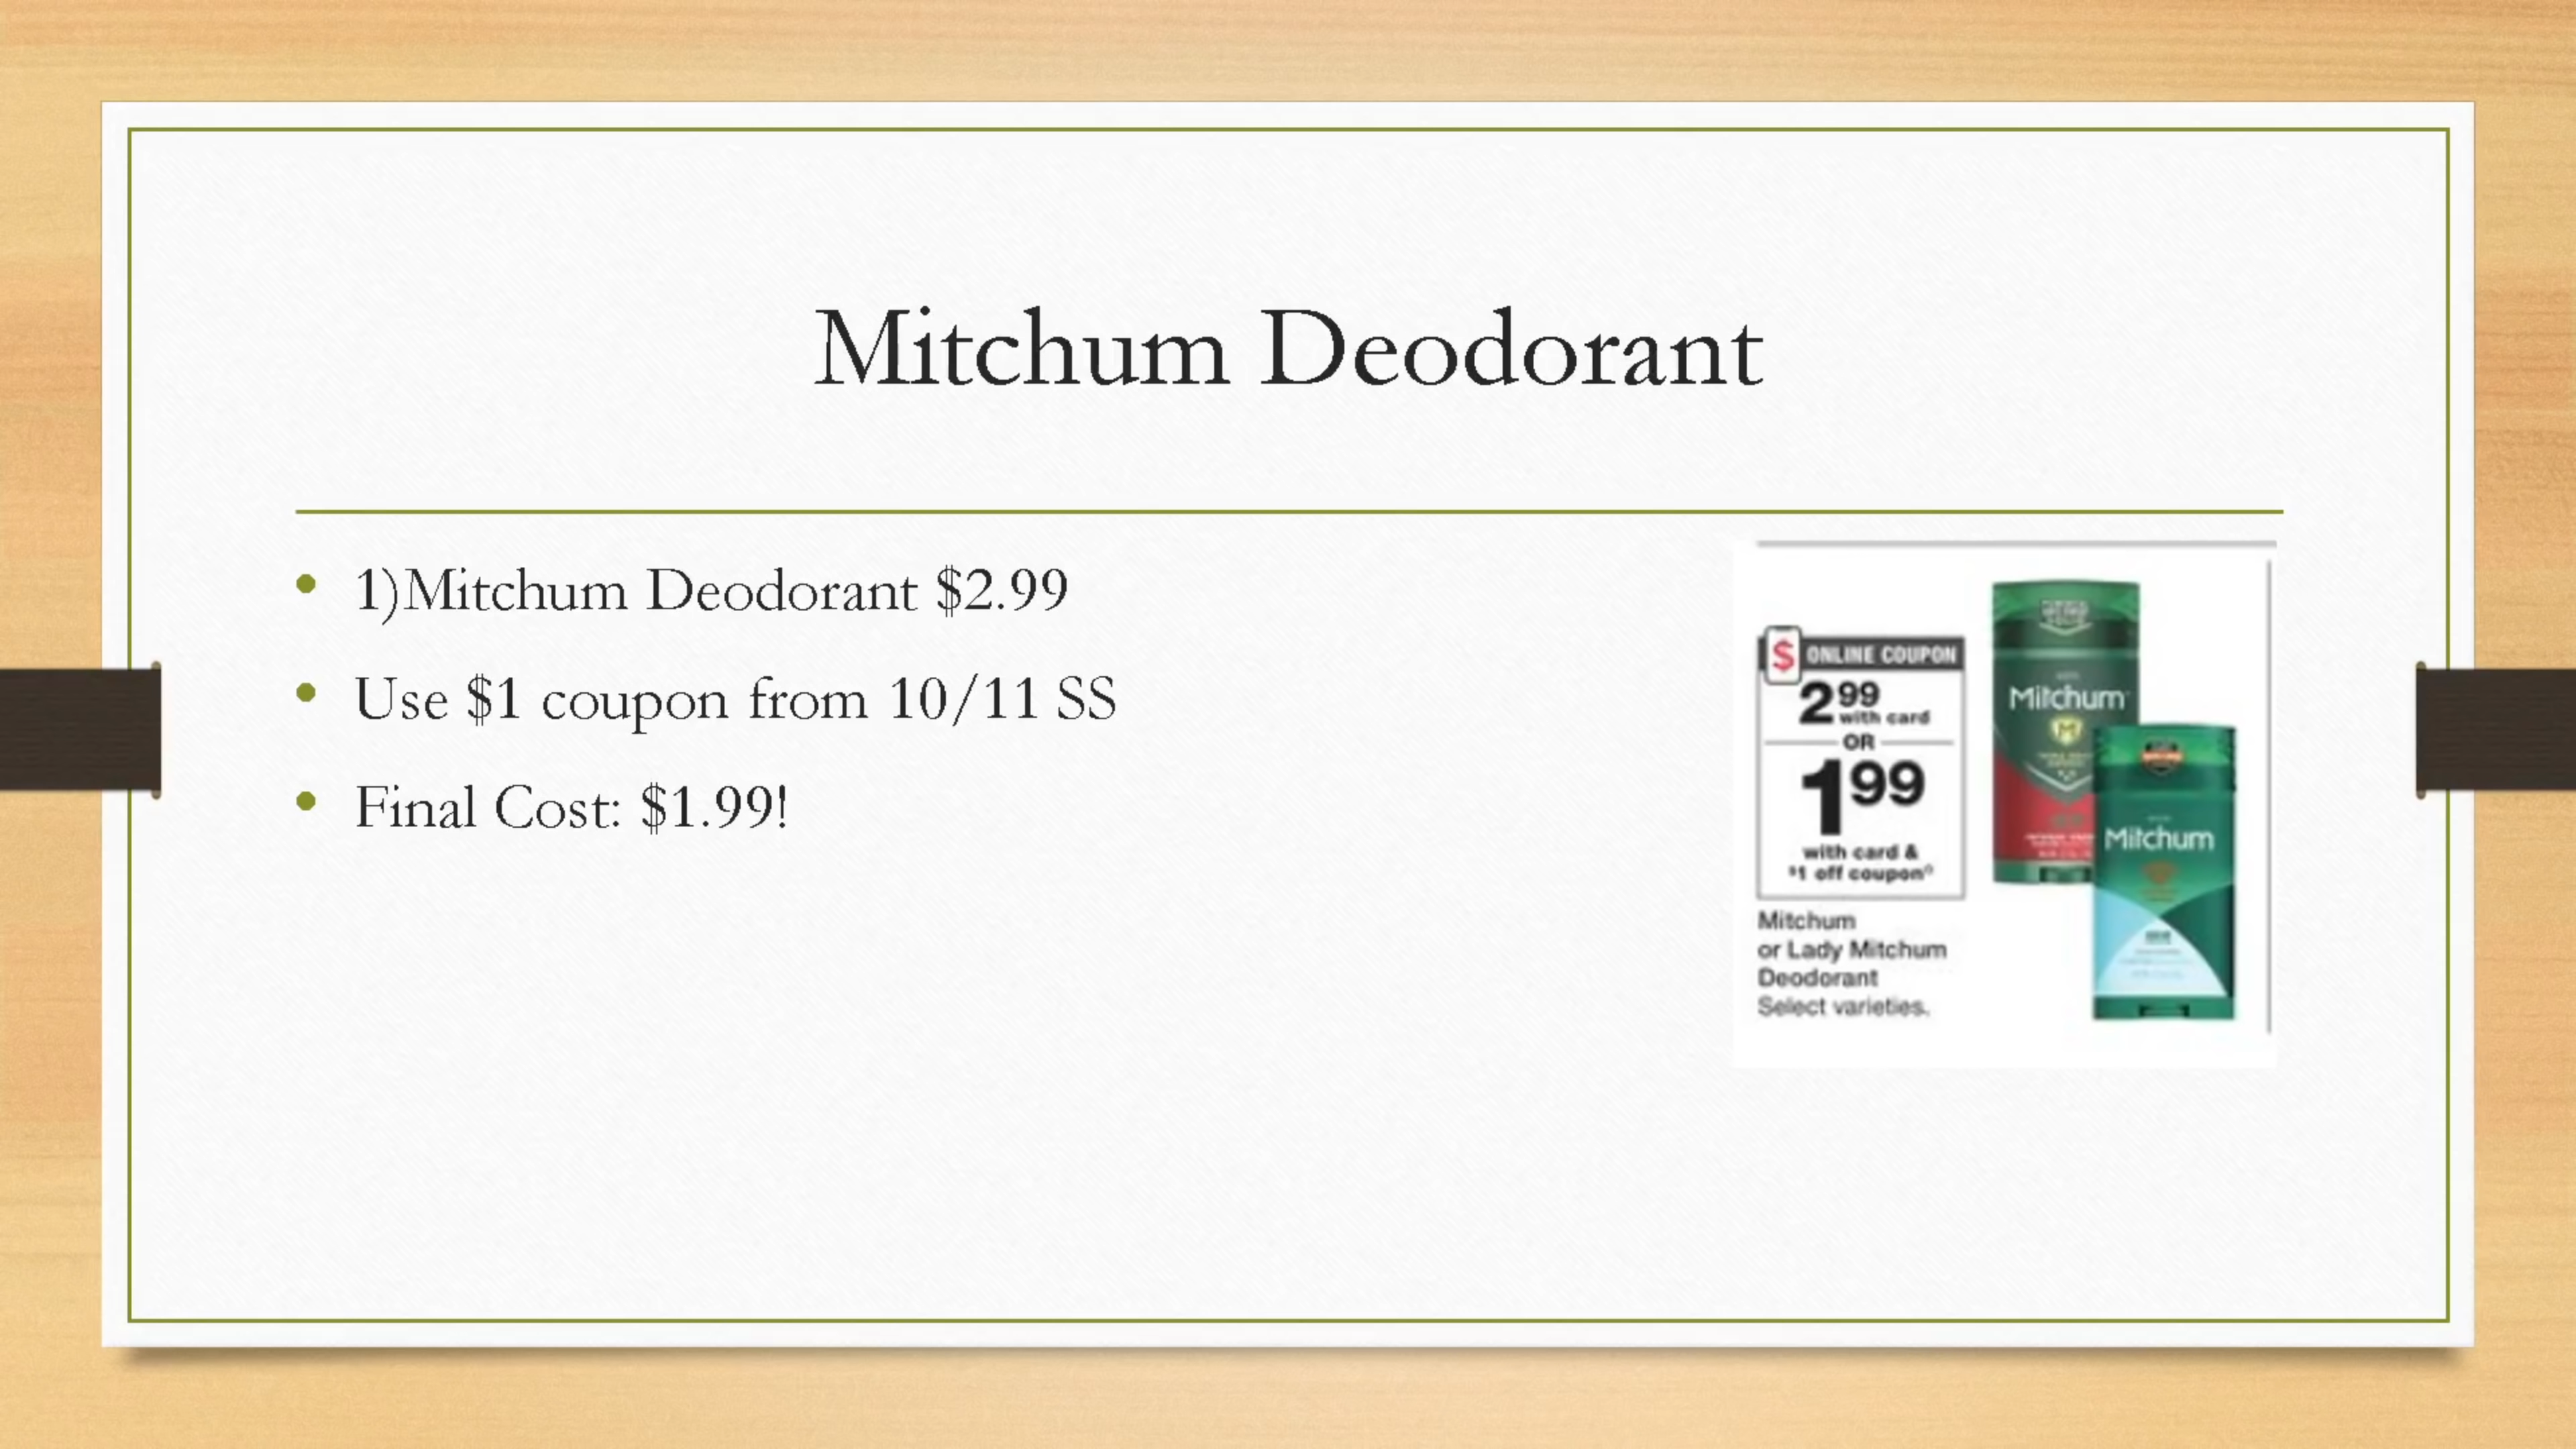 Mitchum Deodorant
1)Mitchum Deodorant $2.99
Use $1 coupon from 10/11 SS
Final Cost: $1.99!
$ ONLINE COUPON
2 99
with card
OR
1 99
with card &
$1 off coupon
Mitchum
or Lady Mitchum
Deodorant
Select varieties.
Mitchum
M
Mitchum